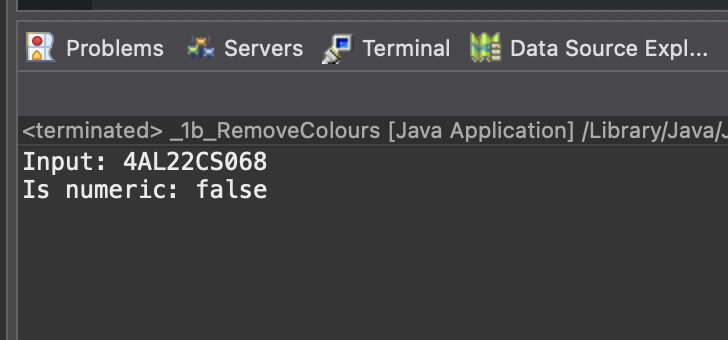 Problems Servers Terminal Data Source Expl...
<terminated> _1b_RemoveColours [Java Application] /Library/Java/J
Input: 4AL22CS068
Is numeric: false